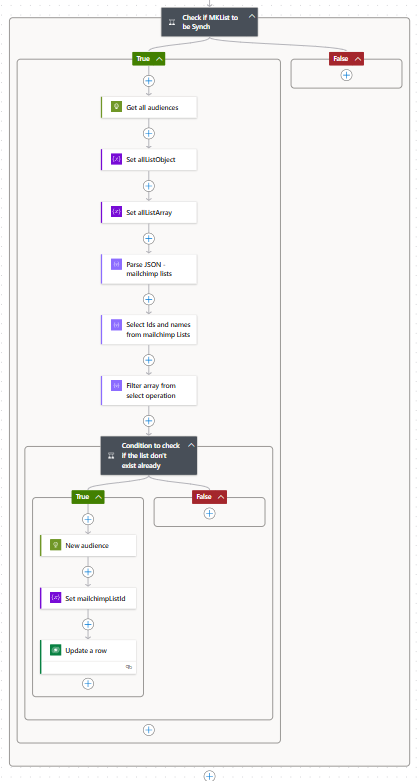 Check if MKList to
be Synch
True
False
Get all audiences
Set allListObject
Set allListArray
Parse JSON -
mailchimp lists
Select Ids and names
from mailchimp Lists
Filter array from
select operation
Condition to check
if the list don't
exist already
True
False
New audience
Set mailchimpListId
Update a row